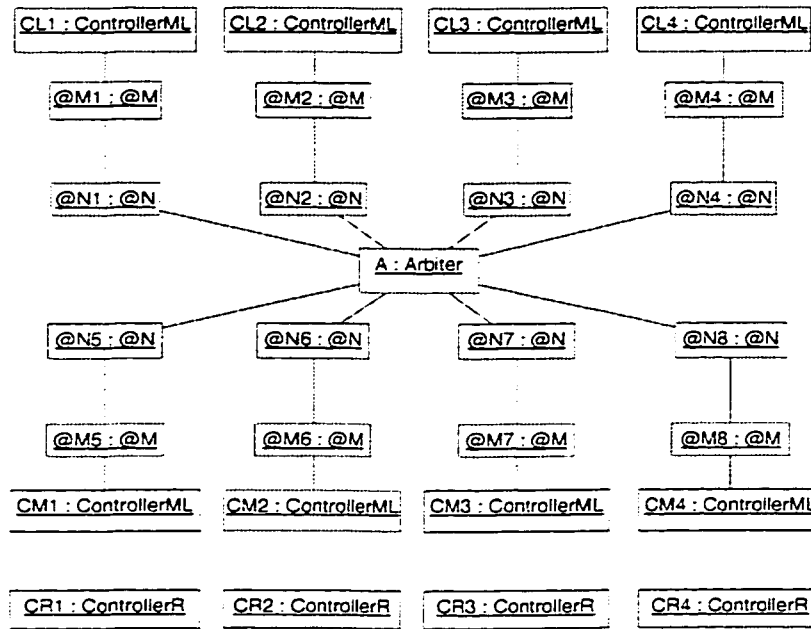 CL1 : ControllerML CL2 : ControllerML CL3 : ControllerML CL4 : ControllerML
@M1 : @M @M2 : @M @M3 : @M @M4 : @M
@N1 : @N @N2 : @N @N3 : @N @N4 : @N
A : Arbiter
@N5 : @N @N6 : @N @N7 : @N @N8 : @N
@M5 : @M @M6 : @M @M7 : @M @M8 : @M
CM1 : ControllerML CM2 : ControllerML CM3 : ControllerML CM4 : ControllerML
CR1 : ControllerR CR2 : ControllerR CR3 : ControllerR CR4 : ControllerR